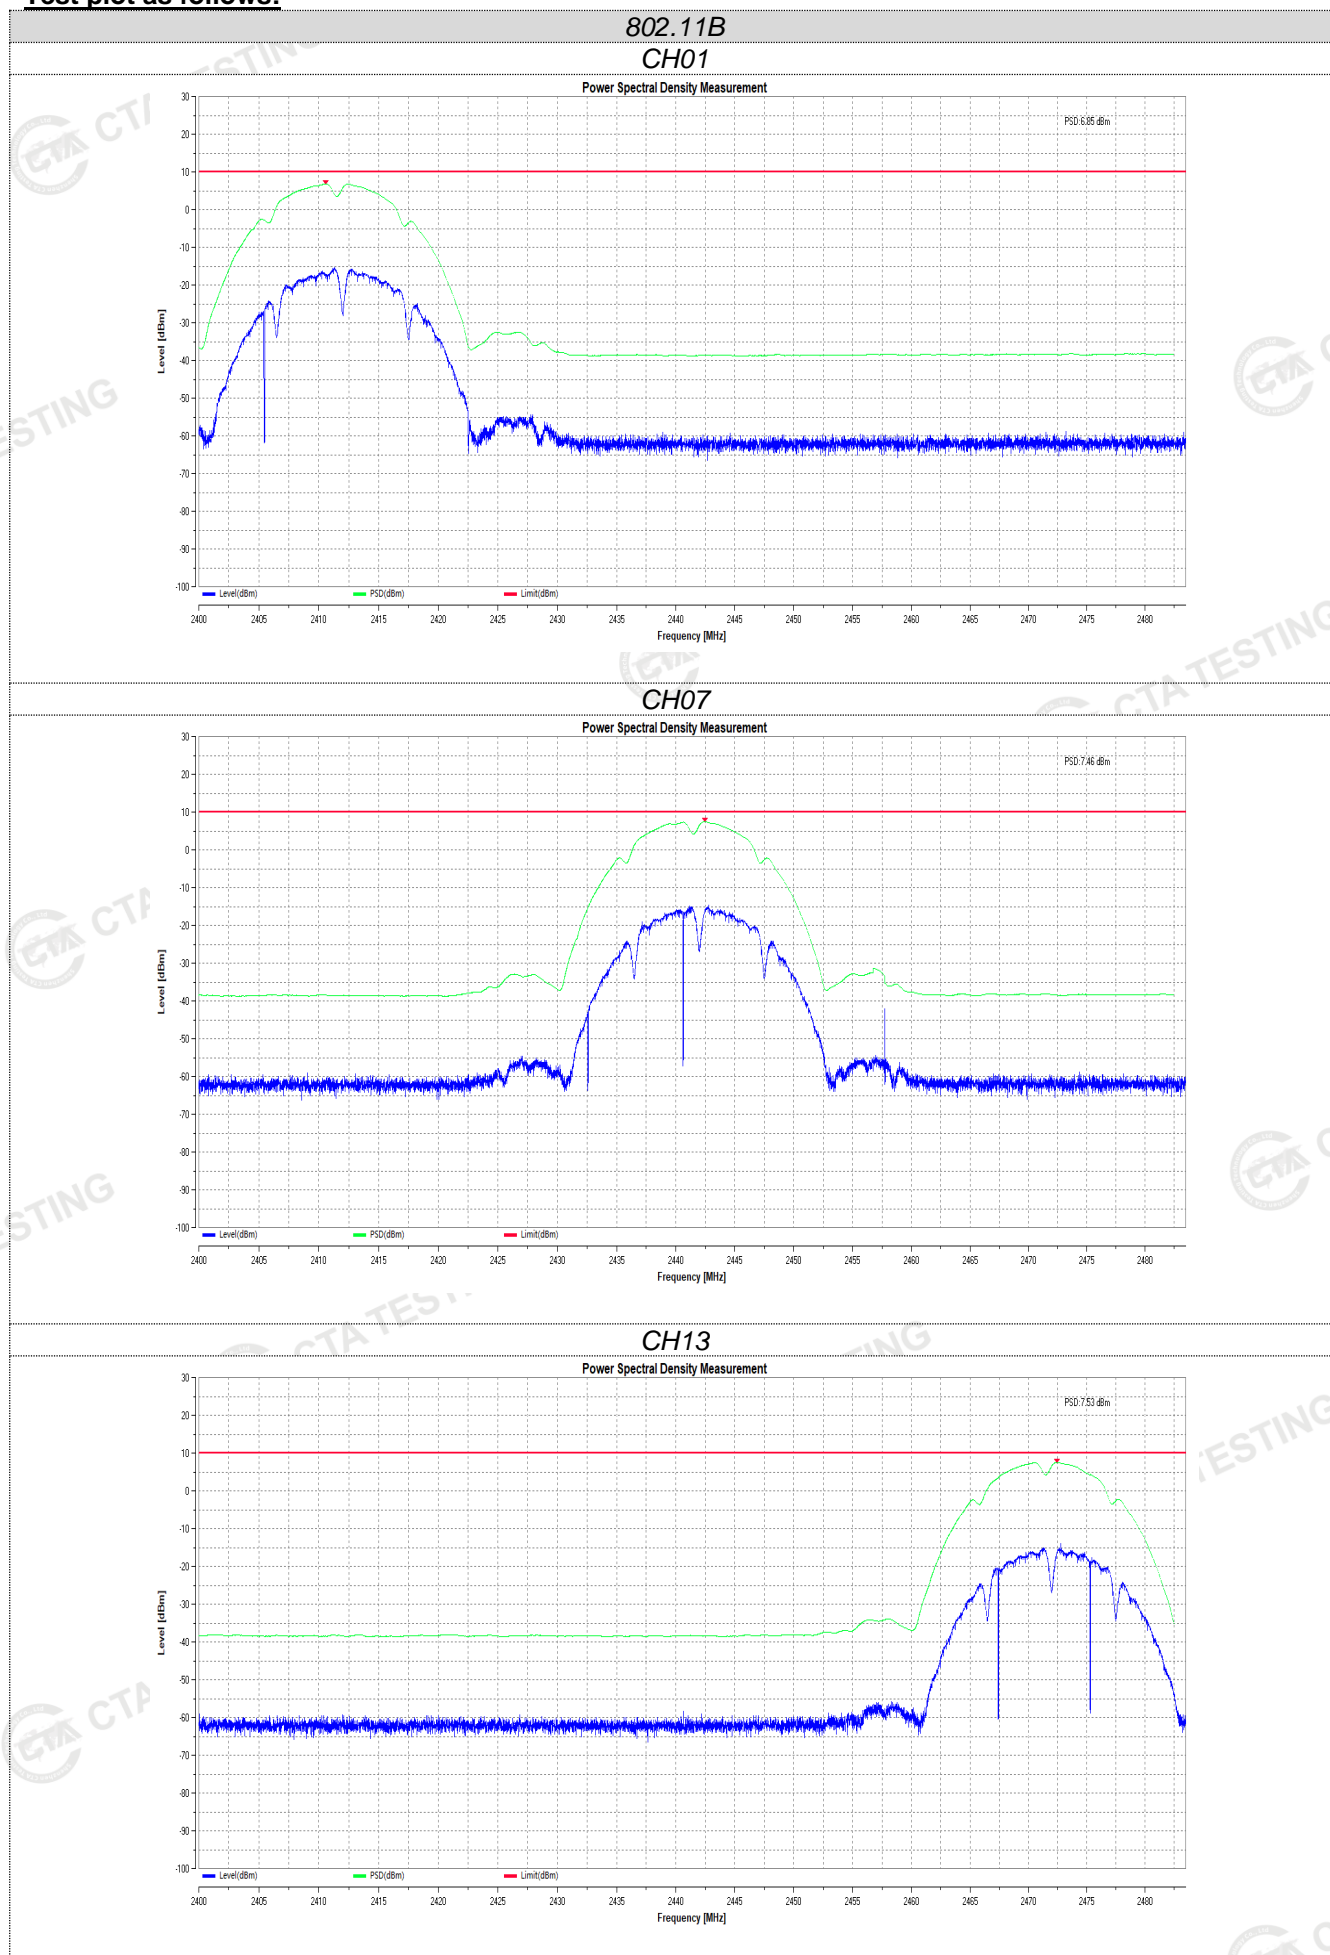 Test plot as follows:
802.11B
CH01
Power Spectral Density Measurement
PSD:6.85 dBm
30
20
10
0
-10
-20
-30
-40
-50
-60
-70
-80
-90
-100
Level [dBm]
Level(dBm) PSD(dBm) Limit(dBm)
2400 2405 2410 2415 2420 2425 2430 2435 2440 2445 2450 2455 2460 2465 2470 2475 2480
Frequency [MHz]
CH07
Power Spectral Density Measurement
PSD:7.46 dBm
30
20
10
0
-10
-20
-30
-40
-50
-60
-70
-80
-90
-100
Level [dBm]
Level(dBm) PSD(dBm) Limit(dBm)
2400 2405 2410 2415 2420 2425 2430 2435 2440 2445 2450 2455 2460 2465 2470 2475 2480
Frequency [MHz]
CH13
Power Spectral Density Measurement
PSD:7.53 dBm
30
20
10
0
-10
-20
-30
-40
-50
-60
-70
-80
-90
-100
Level [dBm]
Level(dBm) PSD(dBm) Limit(dBm)
2400 2405 2410 2415 2420 2425 2430 2435 2440 2445 2450 2455 2460 2465 2470 2475 2480
Frequency [MHz]
CTA TESTING